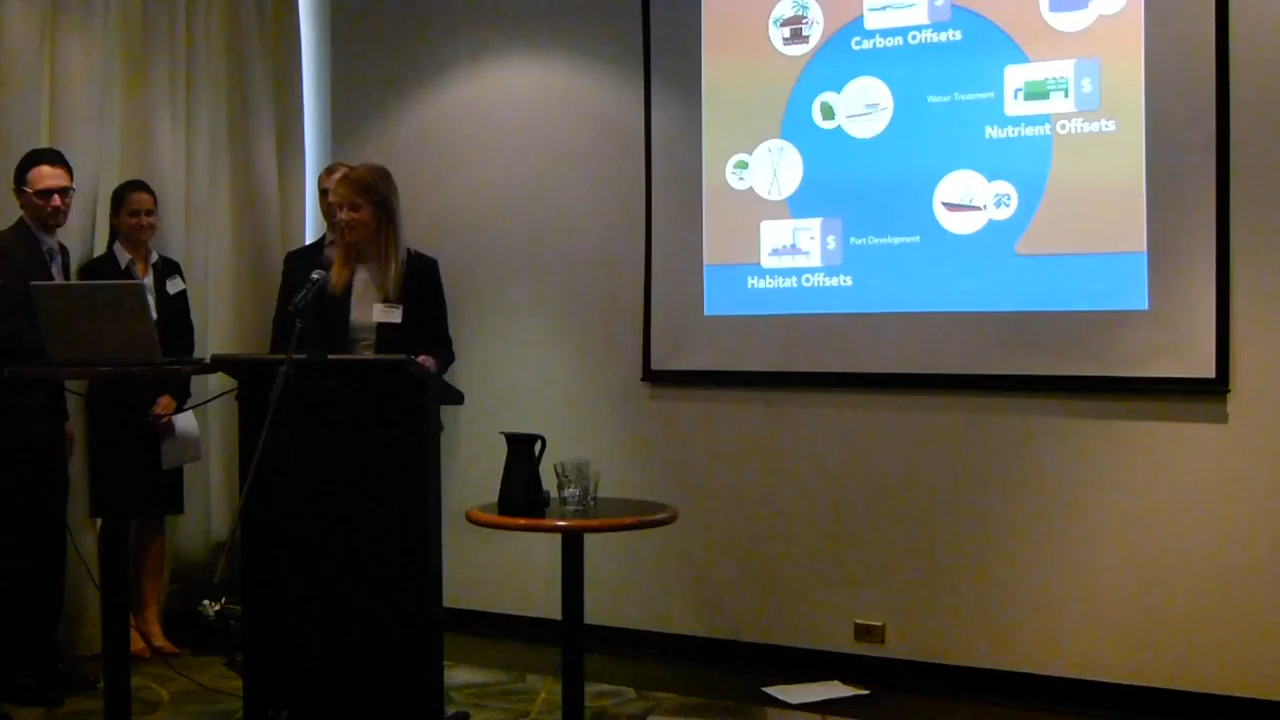 Carbon Offsets
Water Treatment
$
Nutrient Offsets
$
Port Development
Habitat Offsets